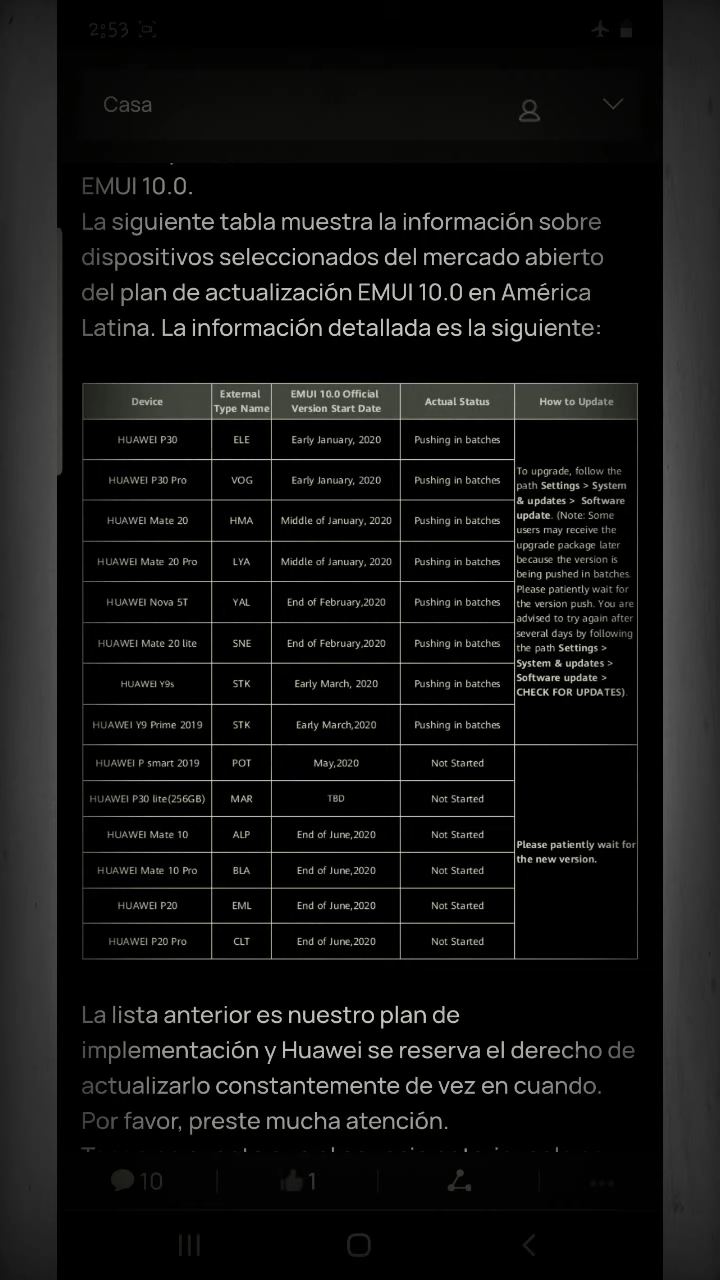 2:53
Casa
EMUI 10.0.
La siguiente tabla muestra la información sobre
dispositivos seleccionados del mercado abierto
del plan de actualización EMUI 10.0 en América
Latina. La información detallada es la siguiente:
Device
External
Type Name
EMUI 10.0 Official
Version Start Date
Actual Status
How to Update
HUAWEI P30 ELE Early January, 2020 Pushing in batches
HUAWEI P30 Pro VOG Early January, 2020 Pushing in batches
HUAWEI Mate 20 HMA Middle of January, 2020 Pushing in batches
HUAWEI Mate 20 Pro LYA Middle of January, 2020 Pushing in batches
HUAWEI Nova 5T YAL End of February,2020 Pushing in batches
HUAWEI Mate 20 lite SNE End of February,2020 Pushing in batches
HUAWEI Y9s STK Early March, 2020 Pushing in batches
HUAWEI Y9 Prime 2019 STK Early March,2020 Pushing in batches
To upgrade, follow the
path Settings > System
& updates > Software
update. (Note: Some
users may receive the
upgrade package later
because the version is
being pushed in batches.
Please patiently wait for
the version push. You are
advised to try again after
several days by following
the path Settings >
System & updates >
Software update >
CHECK FOR UPDATES).
HUAWEI P smart 2019 POT May,2020 Not Started
HUAWEI P30 lite(256GB) MAR TBD Not Started
HUAWEI Mate 10 ALP End of June,2020 Not Started
HUAWEI Mate 10 Pro BLA End of June,2020 Not Started
HUAWEI P20 EML End of June,2020 Not Started
HUAWEI P20 Pro CLT End of June,2020 Not Started
Please patiently wait for
the new version.
La lista anterior es nuestro plan de
implementación y Huawei se reserva el derecho de
actualizarlo constantemente de vez en cuando.
Por favor, preste mucha atención.
10
1